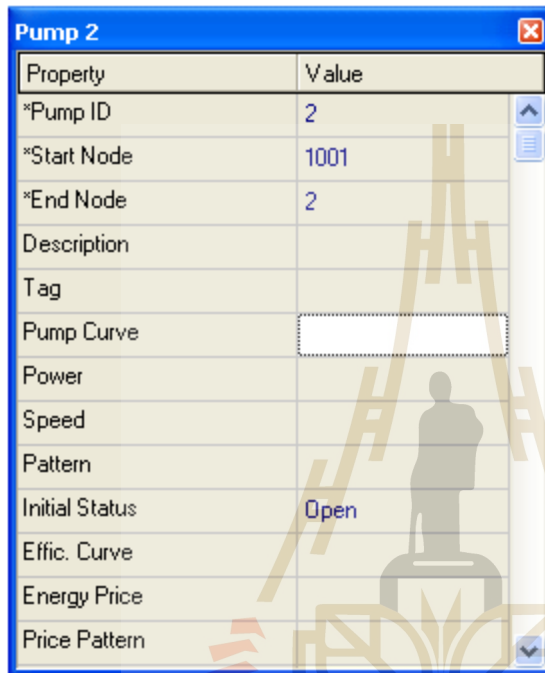 Pump 2
Property Value
*Pump ID 2
*Start Node 1001
*End Node 2
Description
Tag
Pump Curve
Power
Speed
Pattern
Initial Status Open
Effic. Curve
Energy Price
Price Pattern